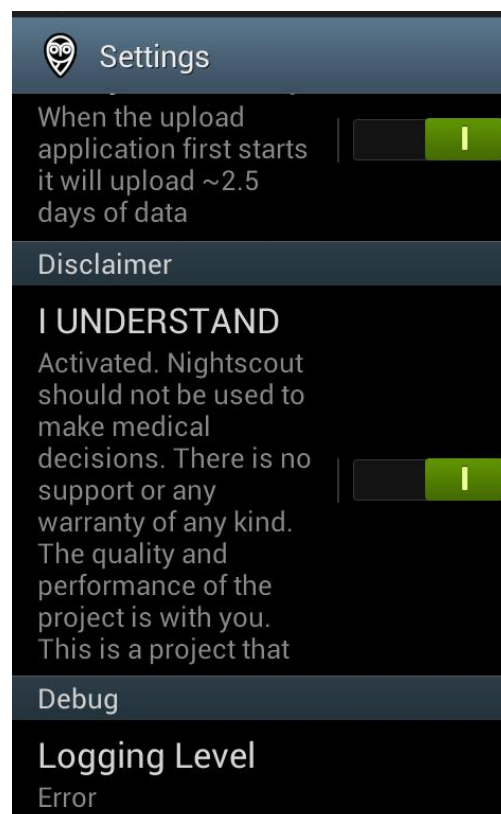 Settings
When the upload
application first starts
it will upload ~2.5
days of data
Disclaimer
I UNDERSTAND
Activated. Nightscout
should not be used to
make medical
decisions. There is no
support or any
warranty of any kind.
The quality and
performance of the
project is with you.
This is a project that
Debug
Logging Level
Error